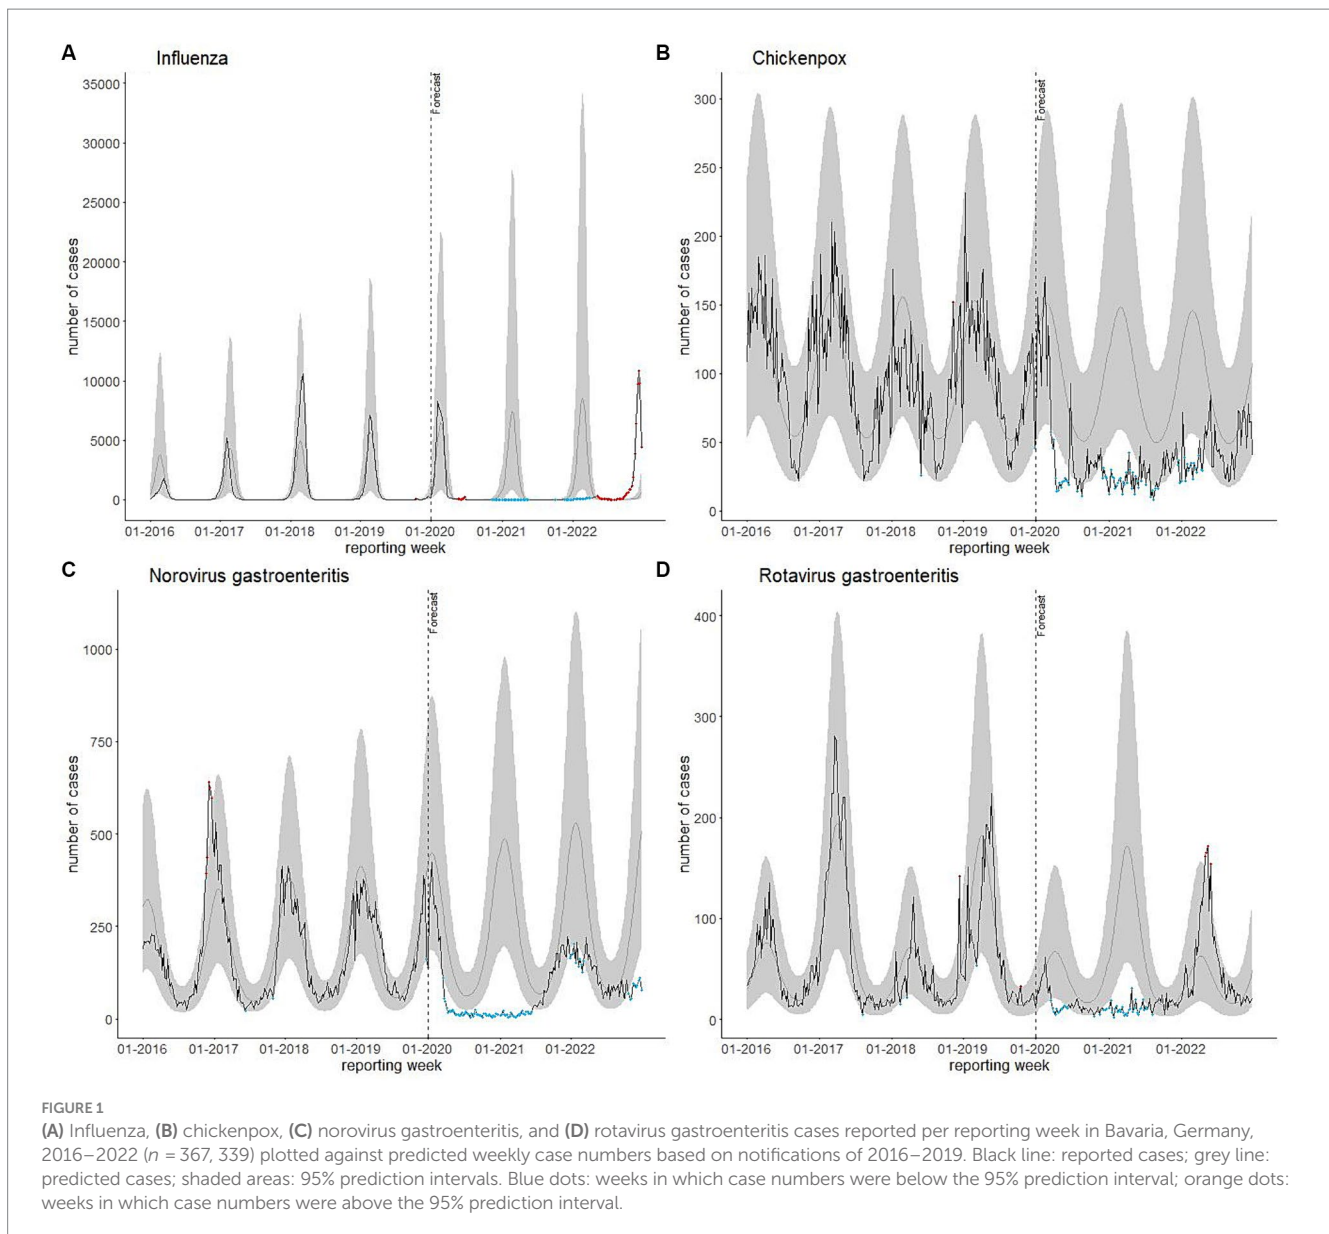 A
Influenza
Forecast
35000
30000
25000
20000
15000
10000
5000
0
number of cases
01-2016
01-2017
01-2018
01-2019
01-2020
01-2021
01-2022
reporting week
B
Chickenpox
Forecast
300
250
200
150
100
50
0
number of cases
01-2016
01-2017
01-2018
01-2019
01-2020
01-2021
01-2022
reporting week
C
Norovirus gastroenteritis
Forecast
1000
750
500
250
0
number of cases
01-2016
01-2017
01-2018
01-2019
01-2020
01-2021
01-2022
reporting week
D
Rotavirus gastroenteritis
Forecast
400
300
200
100
0
number of cases
01-2016
01-2017
01-2018
01-2019
01-2020
01-2021
01-2022
reporting week
FIGURE 1
(A) Influenza, (B) chickenpox, (C) norovirus gastroenteritis, and (D) rotavirus gastroenteritis cases reported per reporting week in Bavaria, Germany,
2016–2022 (n = 367, 339) plotted against predicted weekly case numbers based on notifications of 2016–2019. Black line: reported cases; grey line:
predicted cases; shaded areas: 95% prediction intervals. Blue dots: weeks in which case numbers were below the 95% prediction interval; orange dots:
weeks in which case numbers were above the 95% prediction interval.